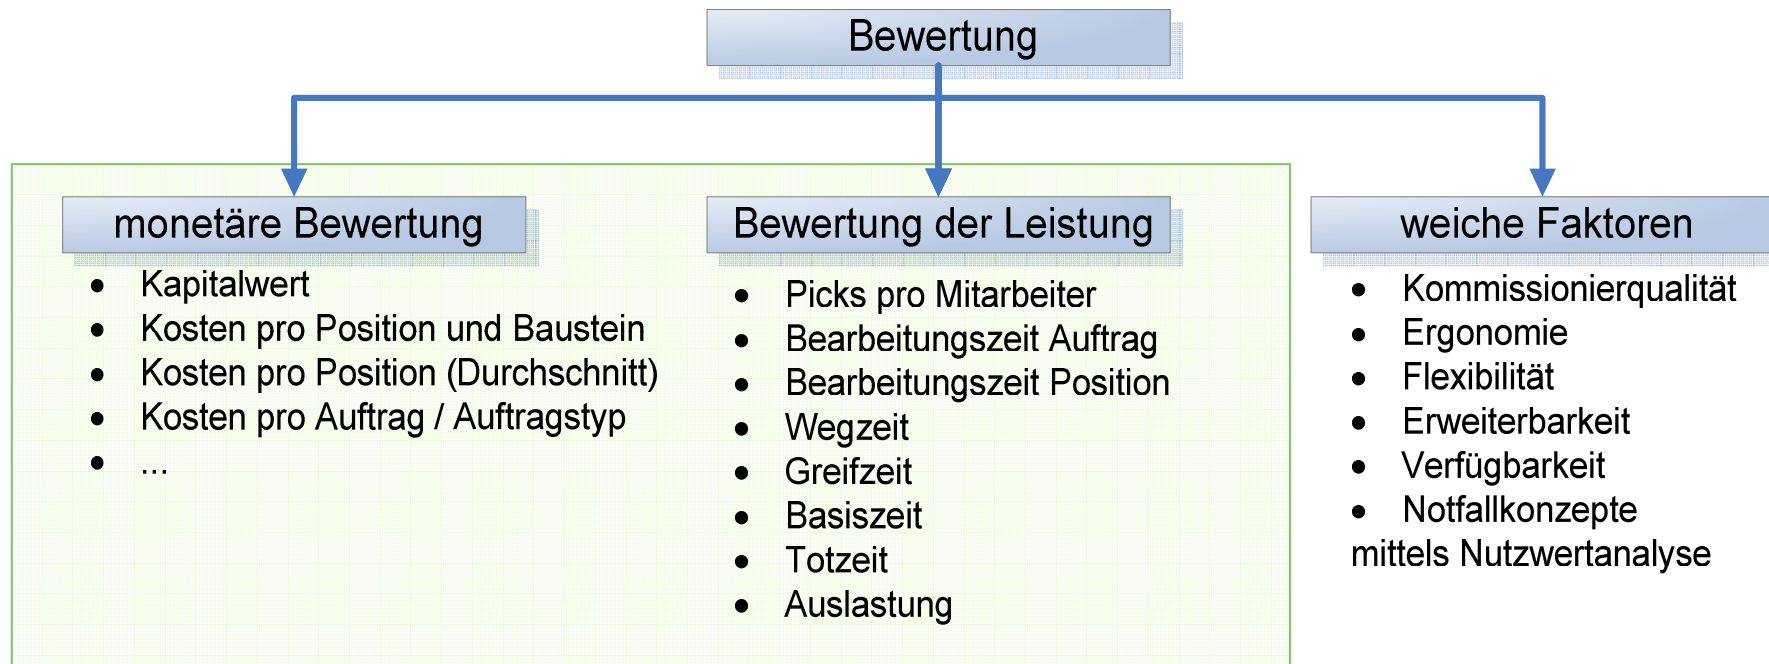 Bewertung
monetäre Bewertung
• Kapitalwert
• Kosten pro Position und Baustein
• Kosten pro Position (Durchschnitt)
• Kosten pro Auftrag / Auftragstyp
• ...
Bewertung der Leistung
• Picks pro Mitarbeiter
• Bearbeitungszeit Auftrag
• Bearbeitungszeit Position
• Wegzeit
• Greifzeit
• Basiszeit
• Totzeit
• Auslastung
weiche Faktoren
• Kommissionierqualität
• Ergonomie
• Flexibilität
• Erweiterbarkeit
• Verfügbarkeit
• Notfallkonzepte
mittels Nutzwertanalyse